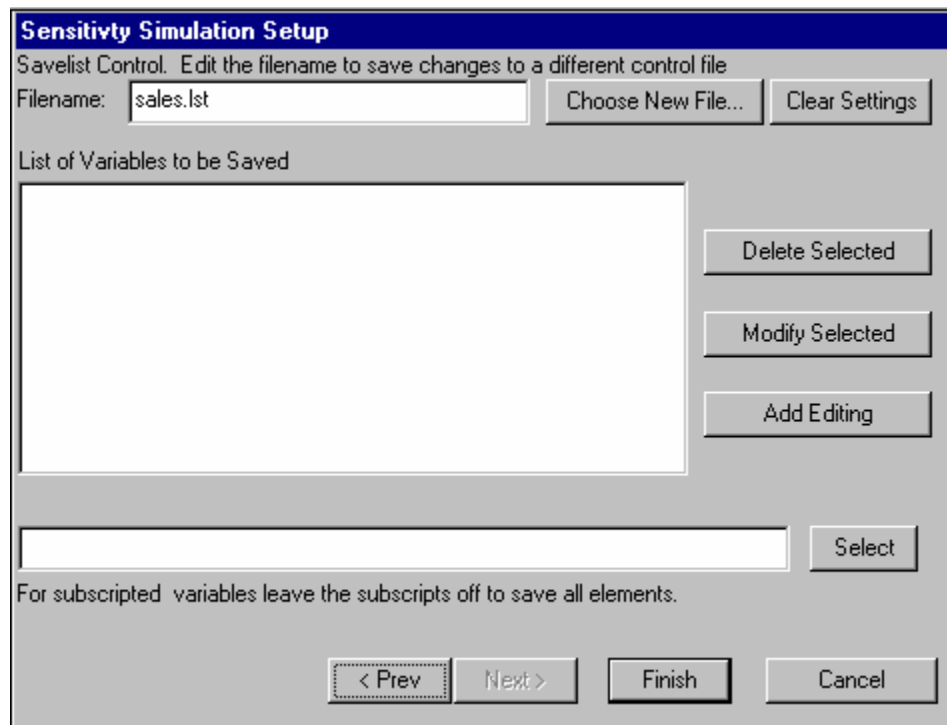 Sensitivty Simulation Setup
Savelist Control.  Edit the filename to save changes to a different control file
Filename: sales.lst Choose New File... Clear Settings
List of Variables to be Saved
Delete Selected
Modify Selected
Add Editing
Select
For subscripted  variables leave the subscripts off to save all elements.
< Prev Next > Finish Cancel